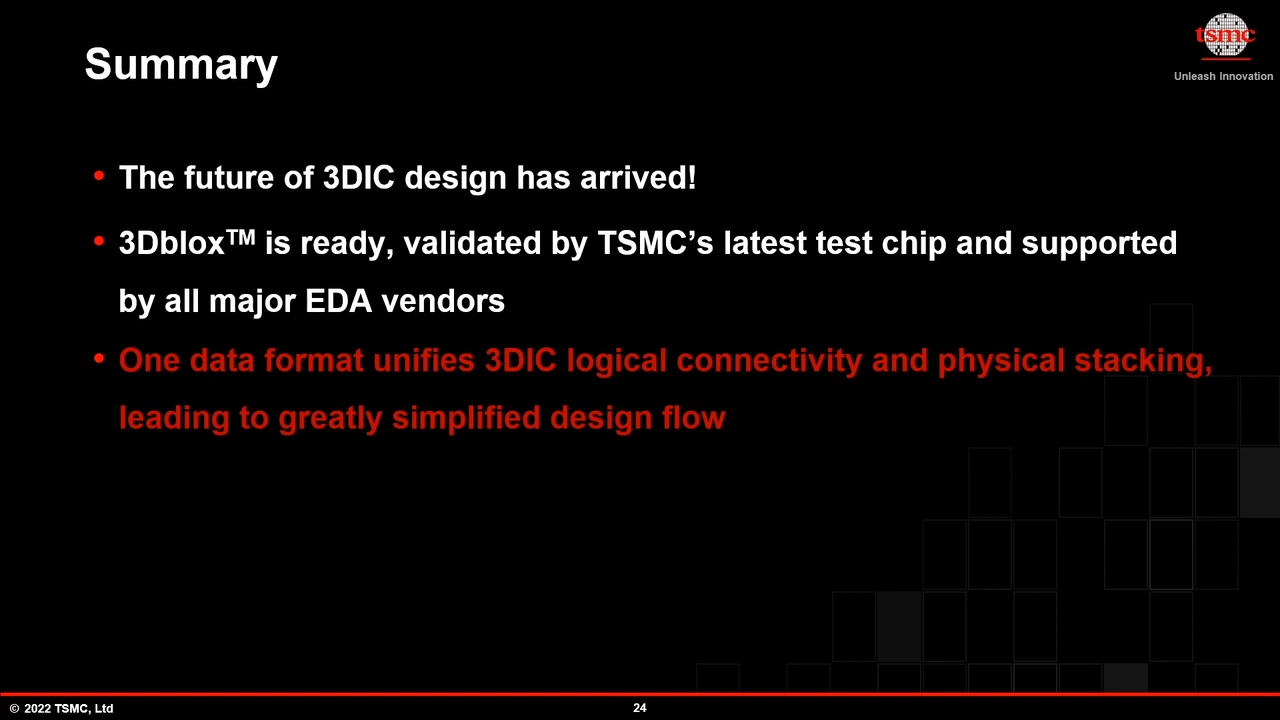 Summary
tsmc
Unleash Innovation
• The future of 3DIC design has arrived!
• 3Dblox™ is ready, validated by TSMC’s latest test chip and supported
by all major EDA vendors
• One data format unifies 3DIC logical connectivity and physical stacking,
leading to greatly simplified design flow
© 2022 TSMC, Ltd
24